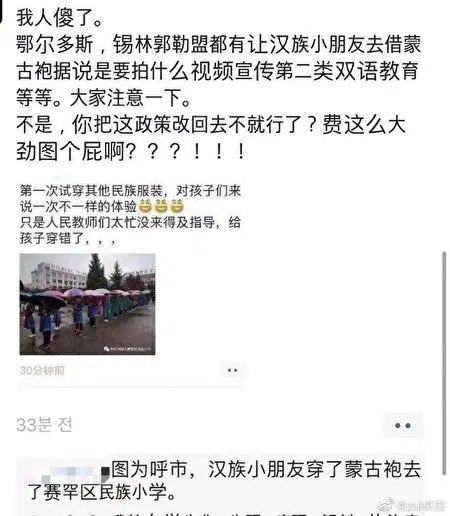 我人傻了。
鄂尔多斯，锡林郭勒盟都有让汉族小朋友去借蒙
古袍据说是要拍什么视频宣传第二类双语教育
等等。大家注意一下。
不是，你把这政策改回去不就行了？费这么大
劲图个屁啊？？？！！！
第一次试穿其他民族服装，对孩子们来
说一次不一样的体验😂😂😂
只是人民教师们太忙没来得及指导，给
孩子穿错了，，，
30分钟前
33분 전
图为呼市，汉族小朋友穿了蒙古袍去
了赛罕区民族小学。